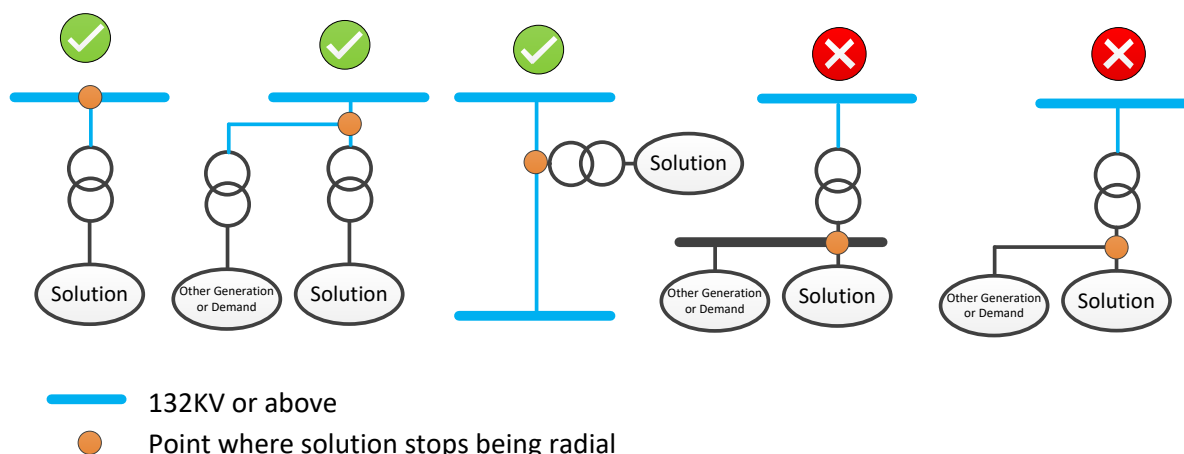 Solution
Solution
Other Generation
or Demand
Solution
Other Generation
or Demand
Solution
Other Generation
or Demand
Solution
132KV or above
Point where solution stops being radial